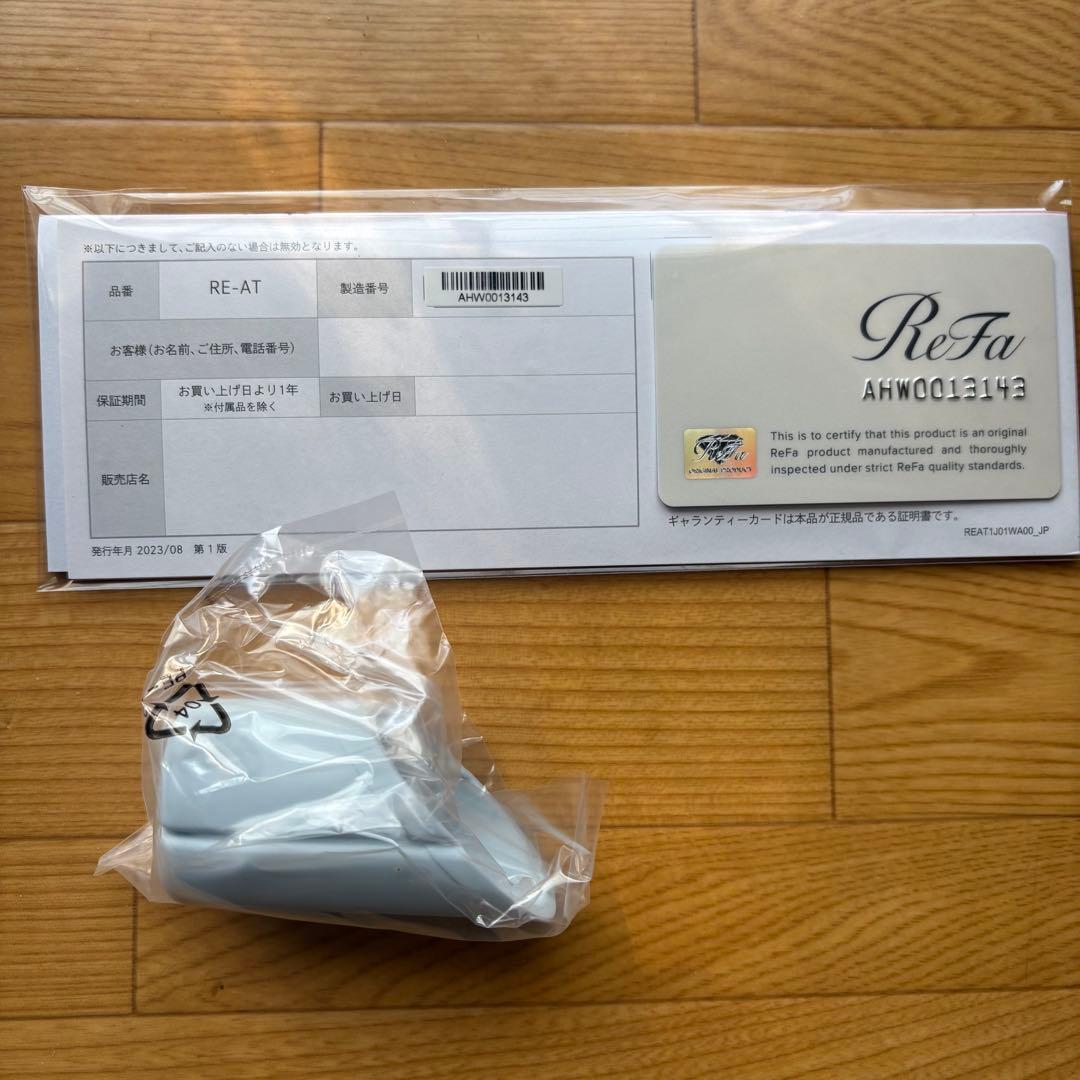 ※以下につきまして、ご記入のない場合は無効となります。
品番 RE-AT 製造番号 AHW0013143
お客様(お名前、ご住所、電話番号)
保証期間 お買い上げ日より1年 お買い上げ日
※付属品を除く
販売店名
発行年月 2023/08 第1版
ReFa
AHW0013143
ReFa
ORIGINAL PRODUCT
This is to certify that this product is an original
ReFa product manufactured and thoroughly
inspected under strict ReFa quality standards.
ギャランティーカードは本品が正規品である証明書です。
REAT1J01WA00_JP
04